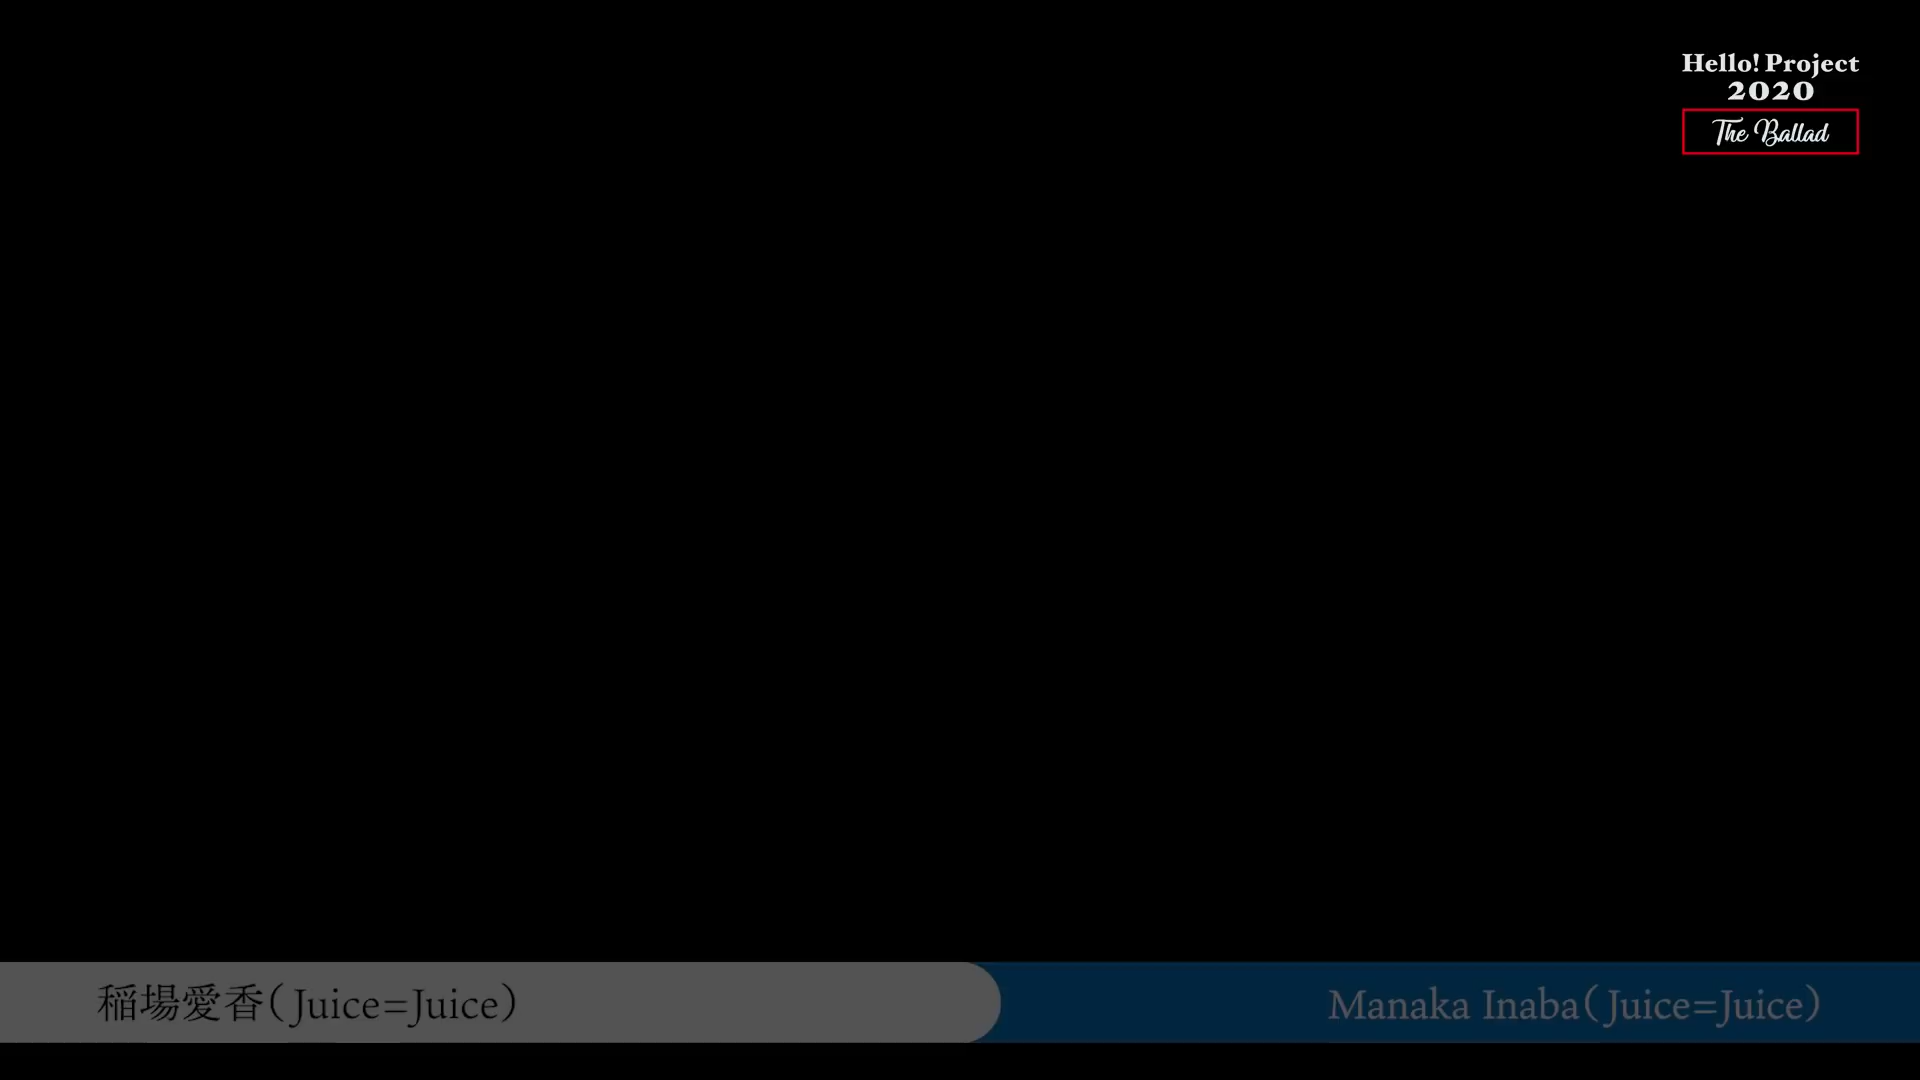 Hello! Project
2020
The Ballad
稲場愛香(Juice=Juice)
Manaka Inaba(Juice=Juice)